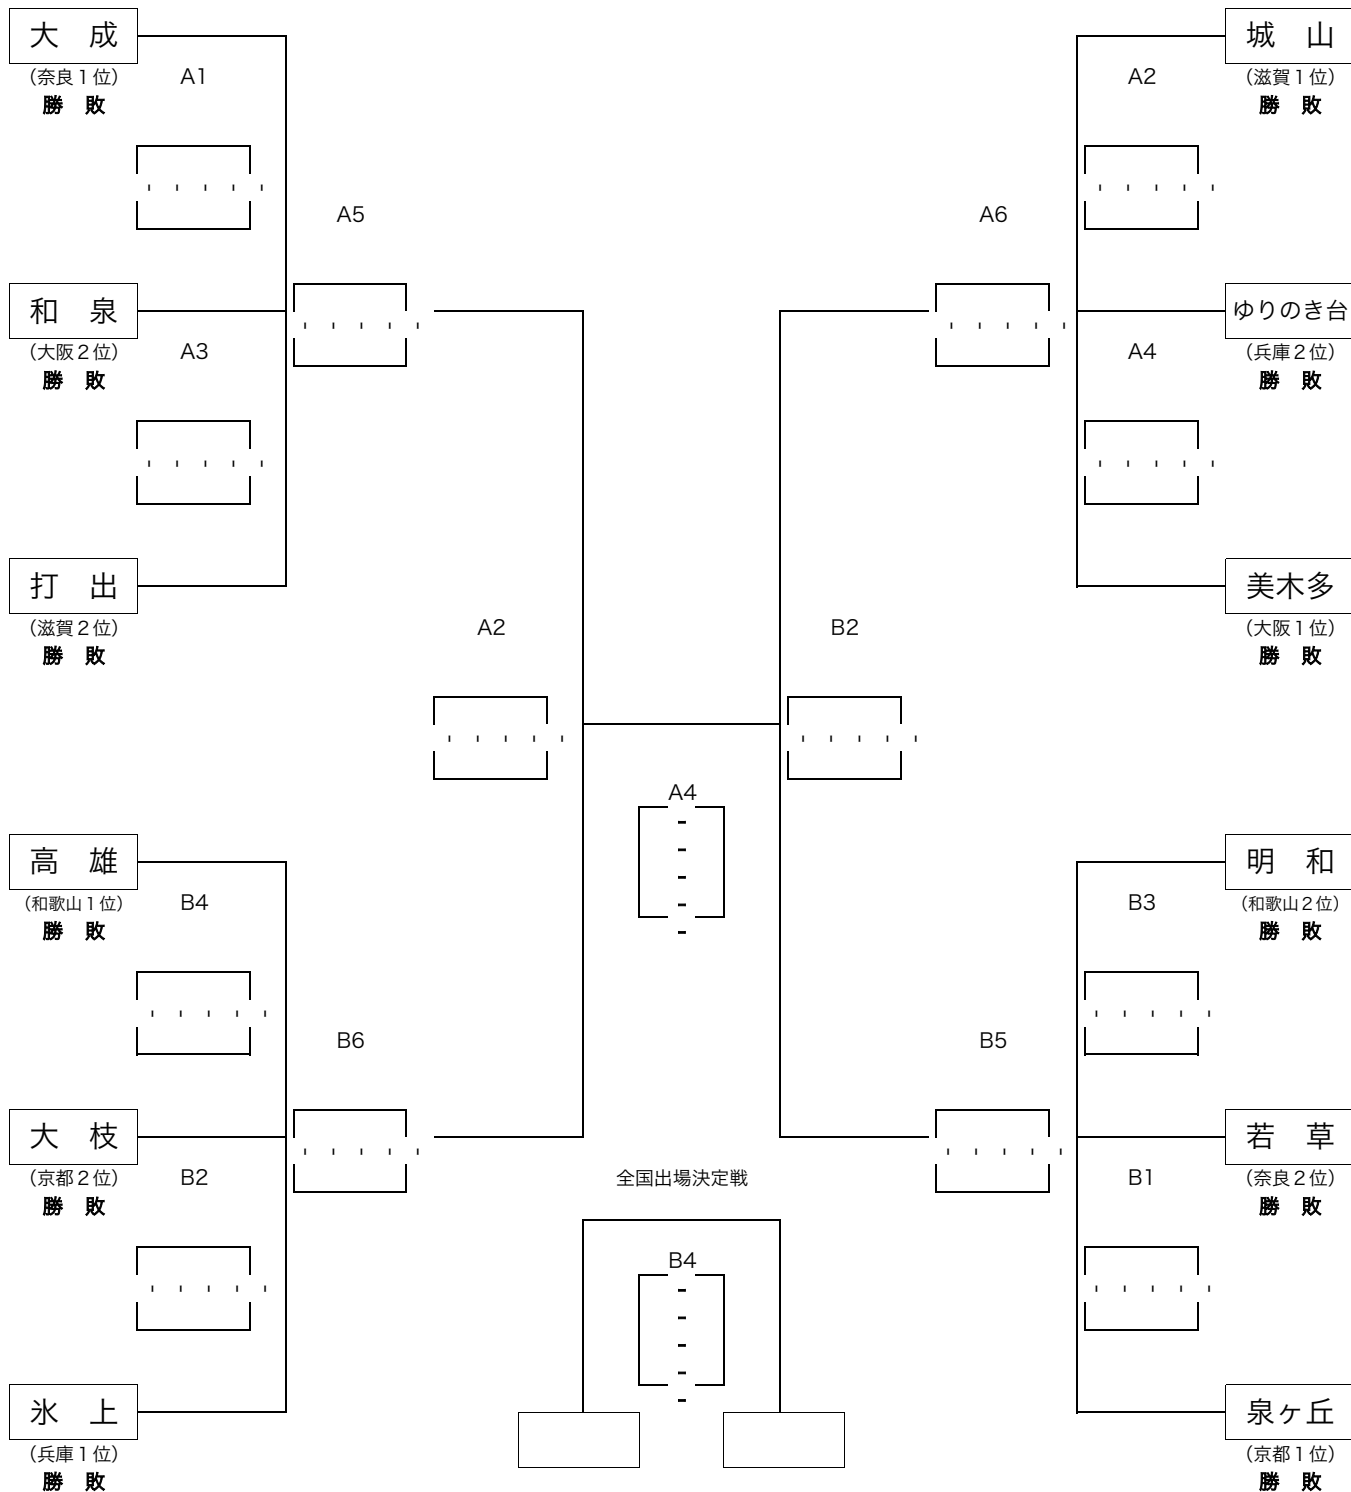 大　成
城　山
（奈良１位）
A1
A2
（滋賀１位）
勝　敗
勝　敗
A5
A6
和　泉
ゆりのき台
（大阪２位）
A3
A4
（兵庫２位）
勝　敗
勝　敗
打　出
美木多
（滋賀２位）
A2
B2
（大阪１位）
勝　敗
勝　敗
A4
高　雄
明　和
（和歌山１位）
B4
B3
（和歌山２位）
勝　敗
勝　敗
B6
B5
大　枝
若　草
（京都２位）
B2
全国出場決定戦
B1
（奈良２位）
勝　敗
勝　敗
B4
氷　上
泉ヶ丘
（兵庫１位）
（京都１位）
勝　敗
勝　敗